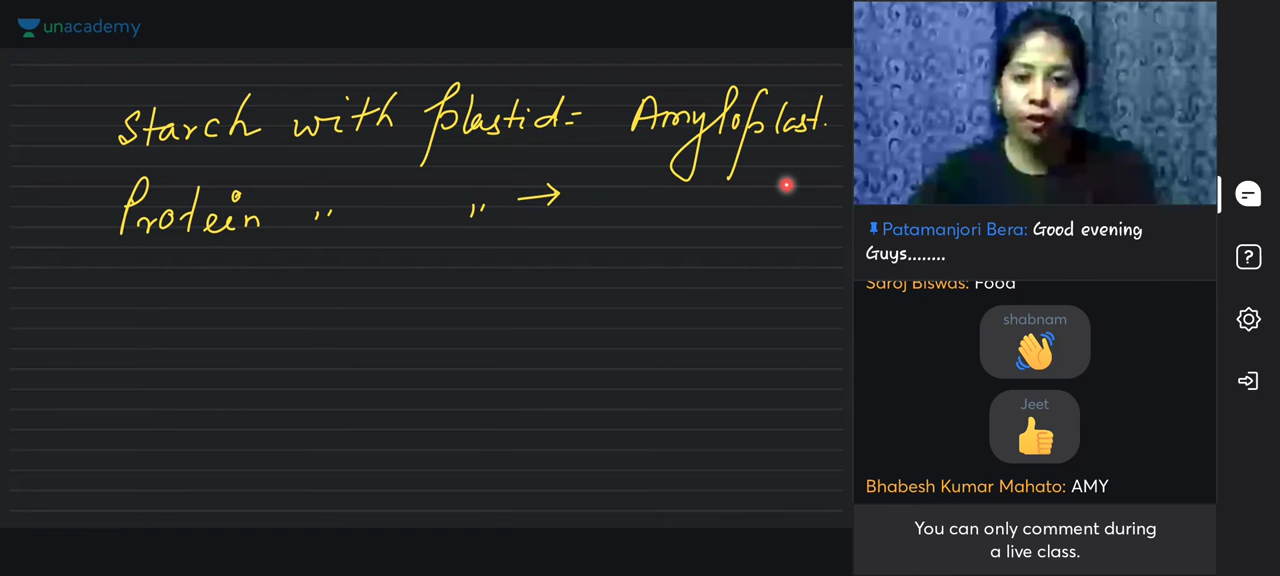 unacademy
Starch with plastid = Amyloplast.
Protein " " →
Patamanjori Bera: Good evening
Guys........
Saroj Biswas: Food
shabnam
Jeet
Bhabesh Kumar Mahato: AMY
You can only comment during
a live class.